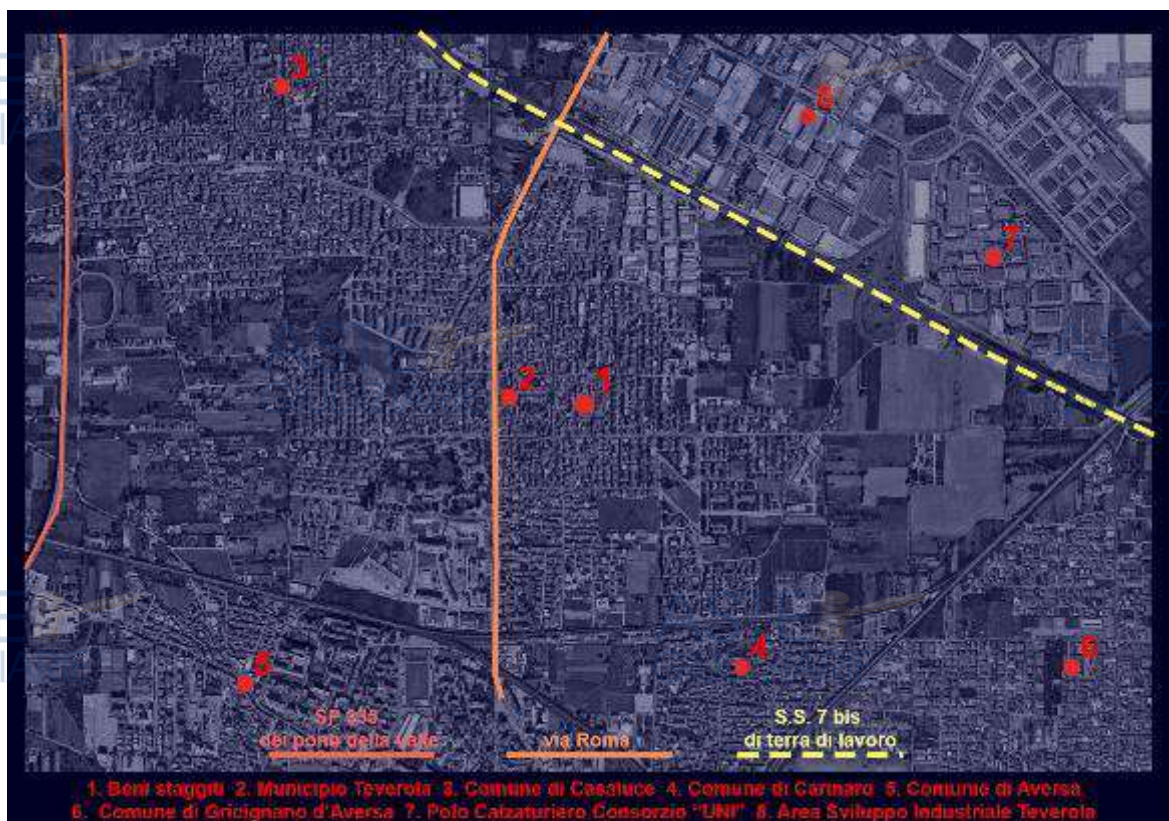 3
8
7
2
1
4
6
5
SP 335
dei ponti della valle
via Roma
S.S. 7 bis
di terra di lavoro
1. Beni staggiti 2. Municipio Teverola 3. Comune di Casaluce 4. Comune di Carinaro 5. Comune di Aversa
6. Comune di Gricignano d'Aversa 7. Polo Calzaturiero Consorzio "UNI" 8. Area Sviluppo Industriale Teverola